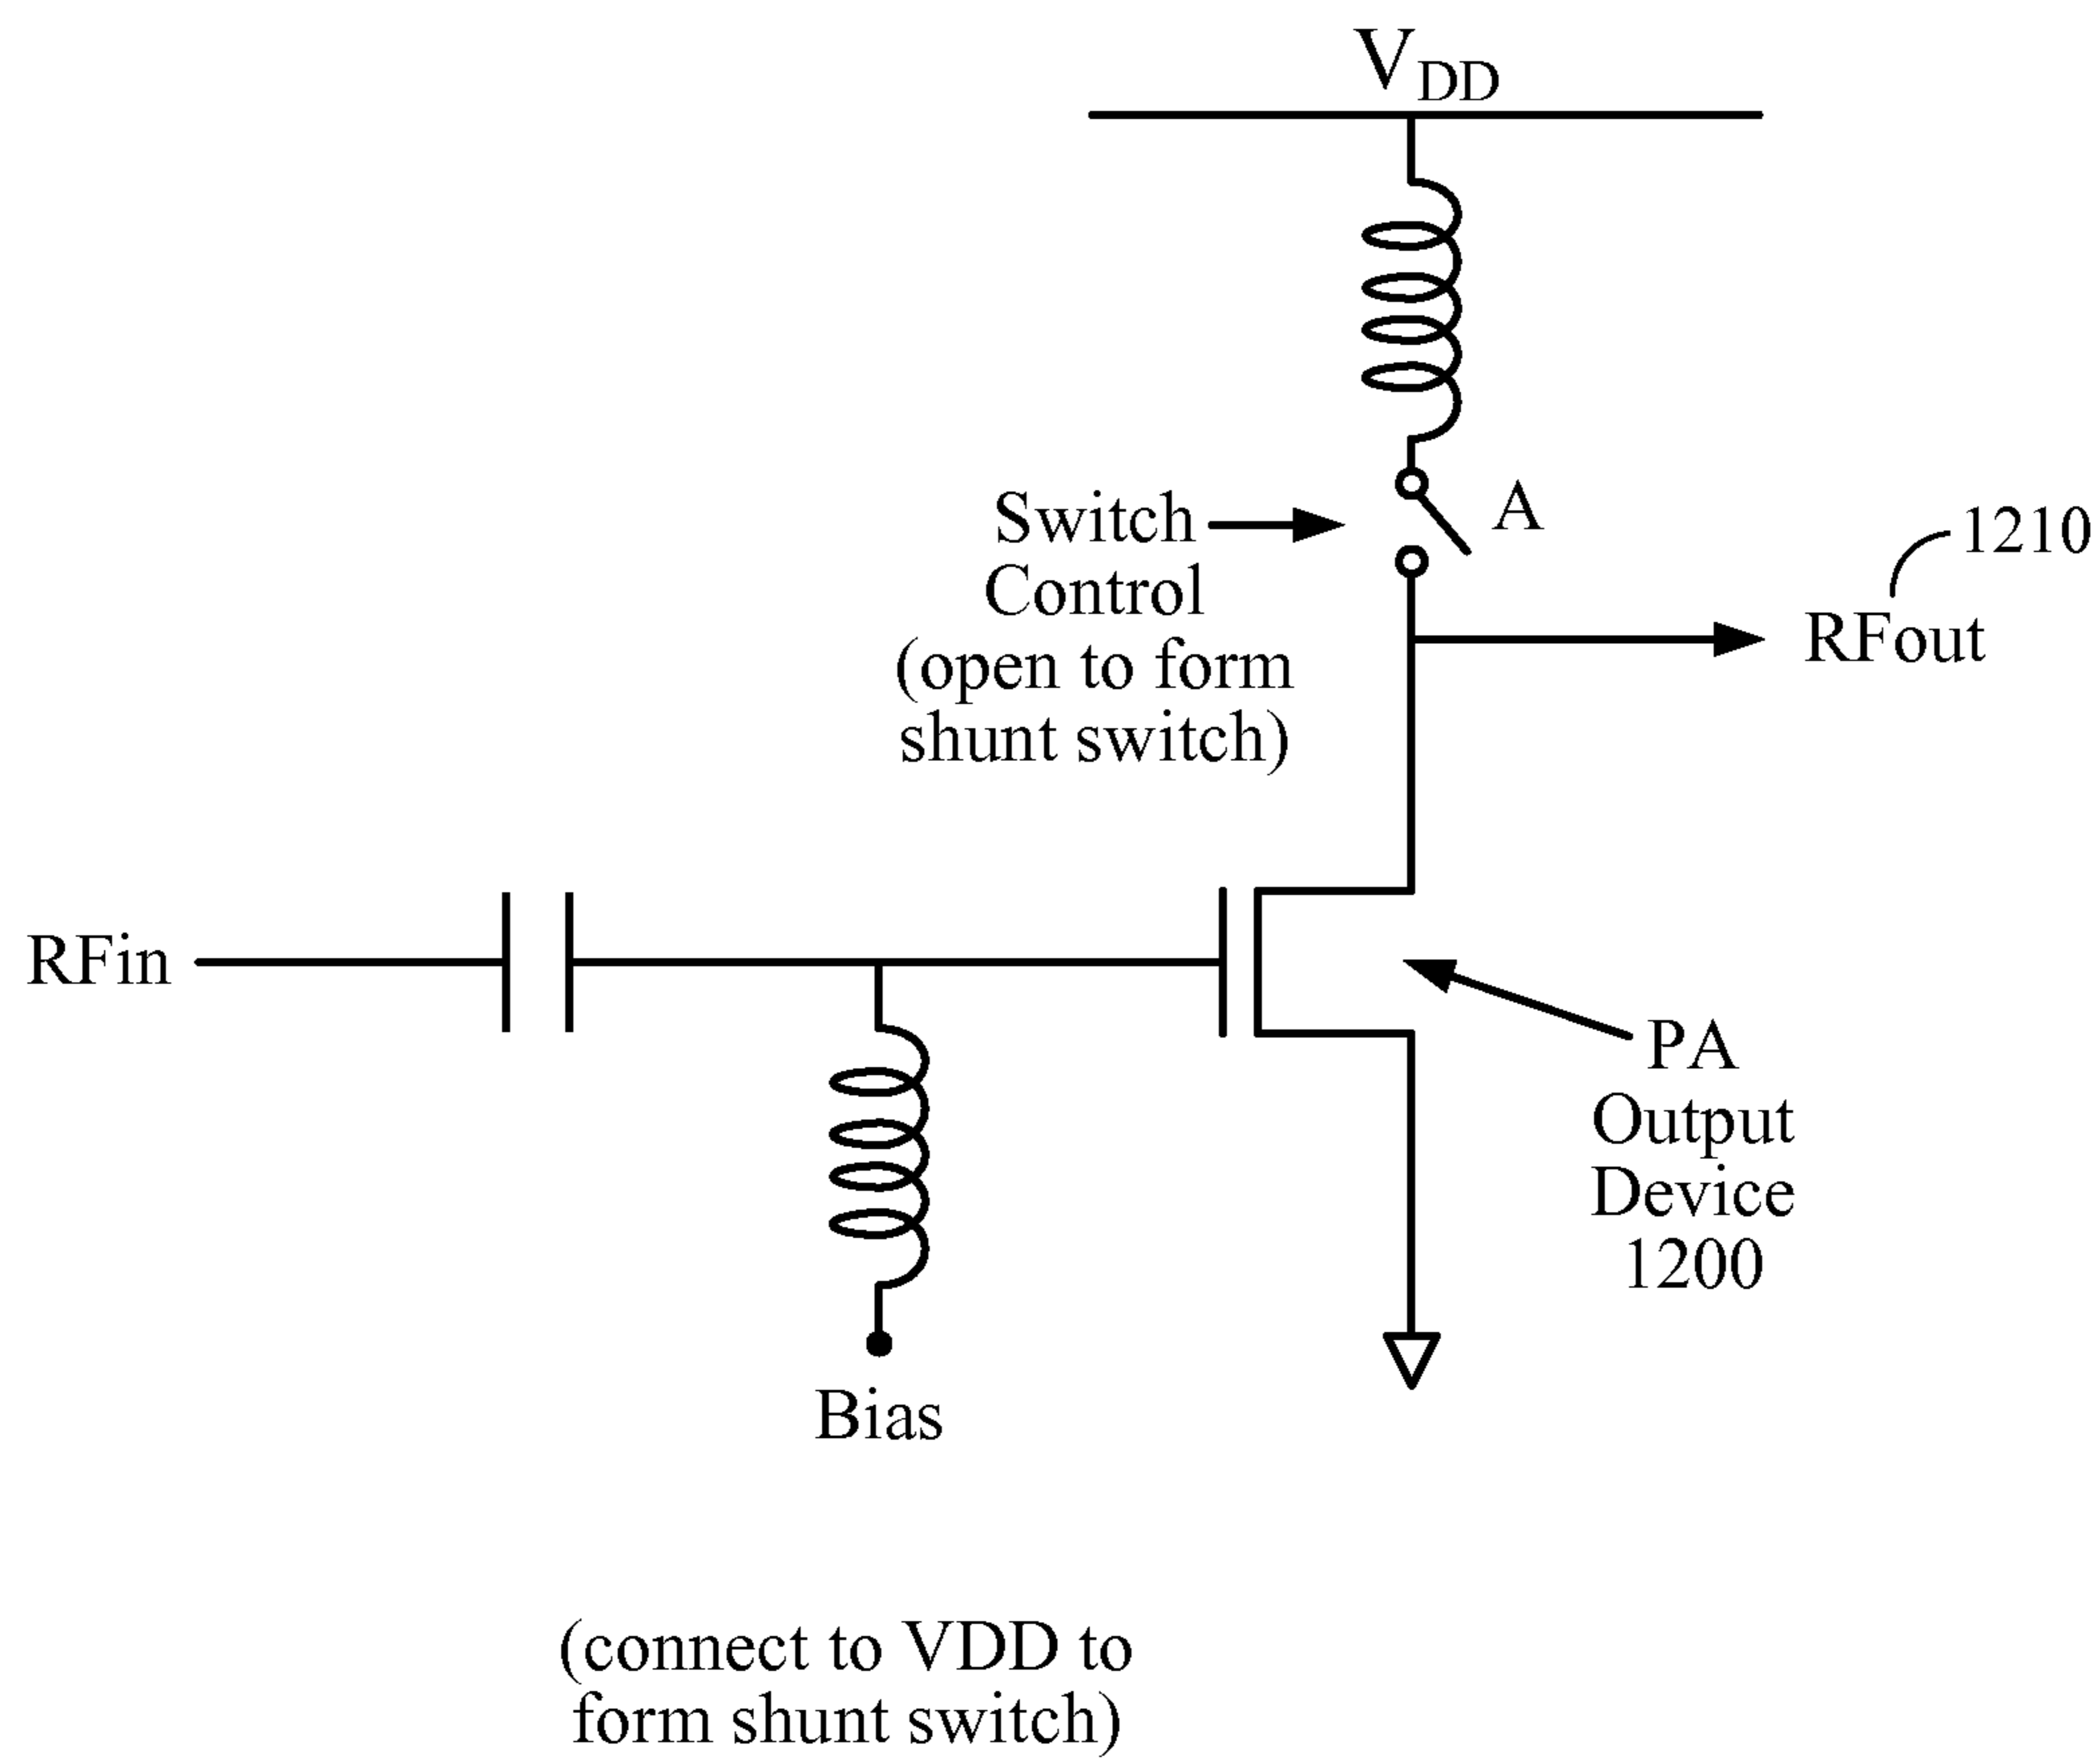 VDD
Switch
Control
(open to form
shunt switch)
A
1210
RFout
RFin
PA
Output
Device
1200
Bias
(connect to VDD to
form shunt switch)